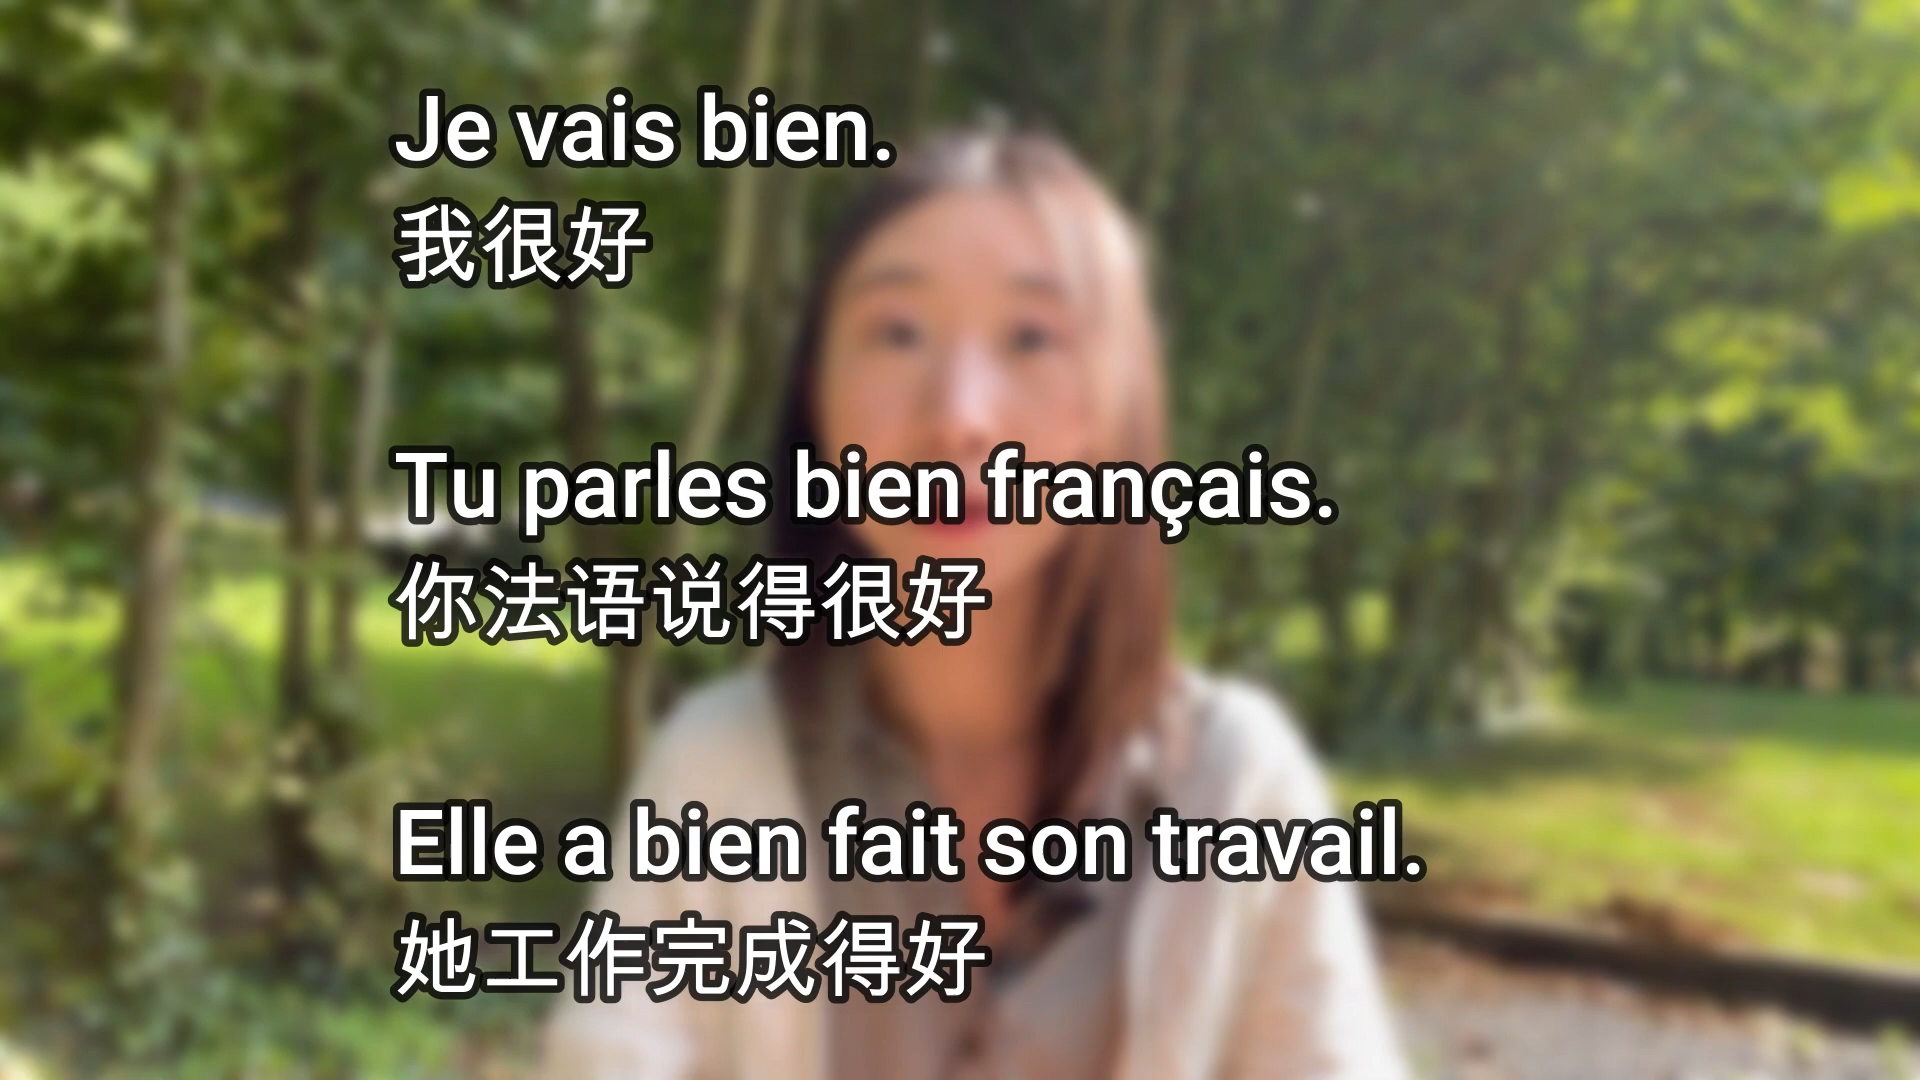 Je vais bien.
我很好
Tu parles bien français.
你法语说得很好
Elle a bien fait son travail.
她工作完成得好